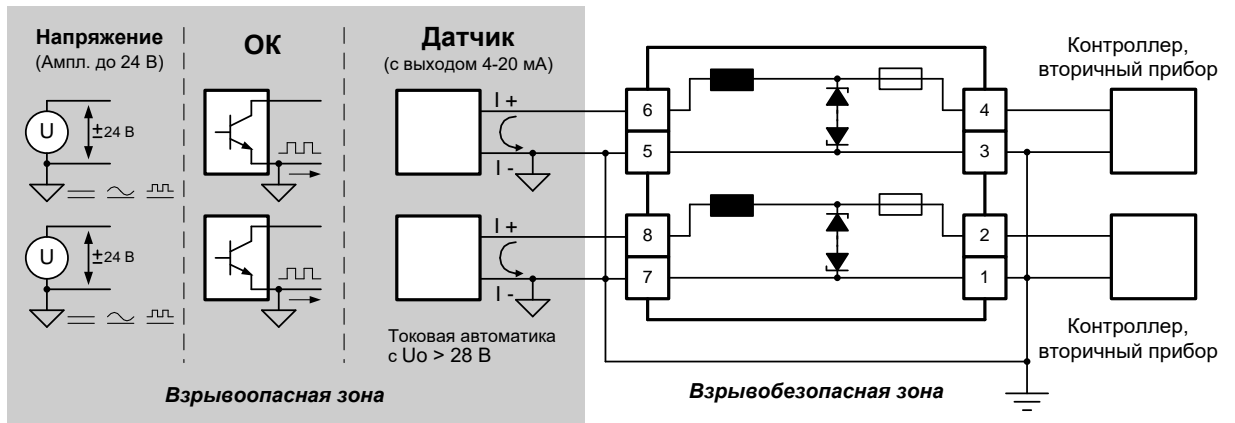 Напряжение
(Ампл. до 24 В)
ОК
Датчик
(с выходом 4-20 мА)
Контроллер,
вторичный прибор
U
±24 В
I +
I -
6
5
4
3
U
±24 В
I +
I -
8
7
2
1
Токовая автоматика
с Uo > 28 В
Контроллер,
вторичный прибор
Взрывоопасная зона
Взрывобезопасная зона